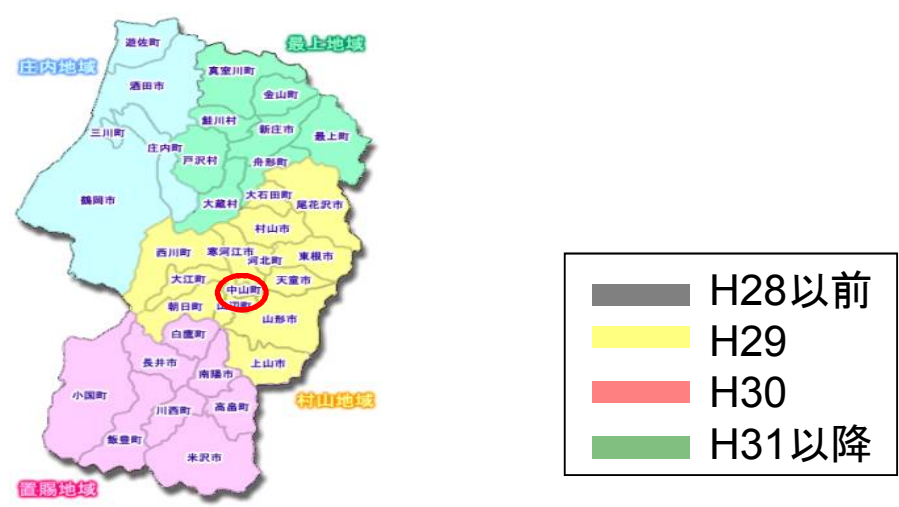 遊佐町
最上地域
庄内地域
真室川町
酒田市
金山町
鮭川村
新庄市
三川町
最上町
庄内町
戸沢村
舟形町
大石田町
鶴岡市
大蔵村
尾花沢市
村山市
西川町
寒河江市
東根市
河北町
大江町
天童市
中山町
朝日町
山辺町
山形市
白鷹町
長井市
上山市
南陽市
小国町
村山地域
川西町
高畠町
飯豊町
米沢市
置賜地域
H28以前
H29
H30
H31以降